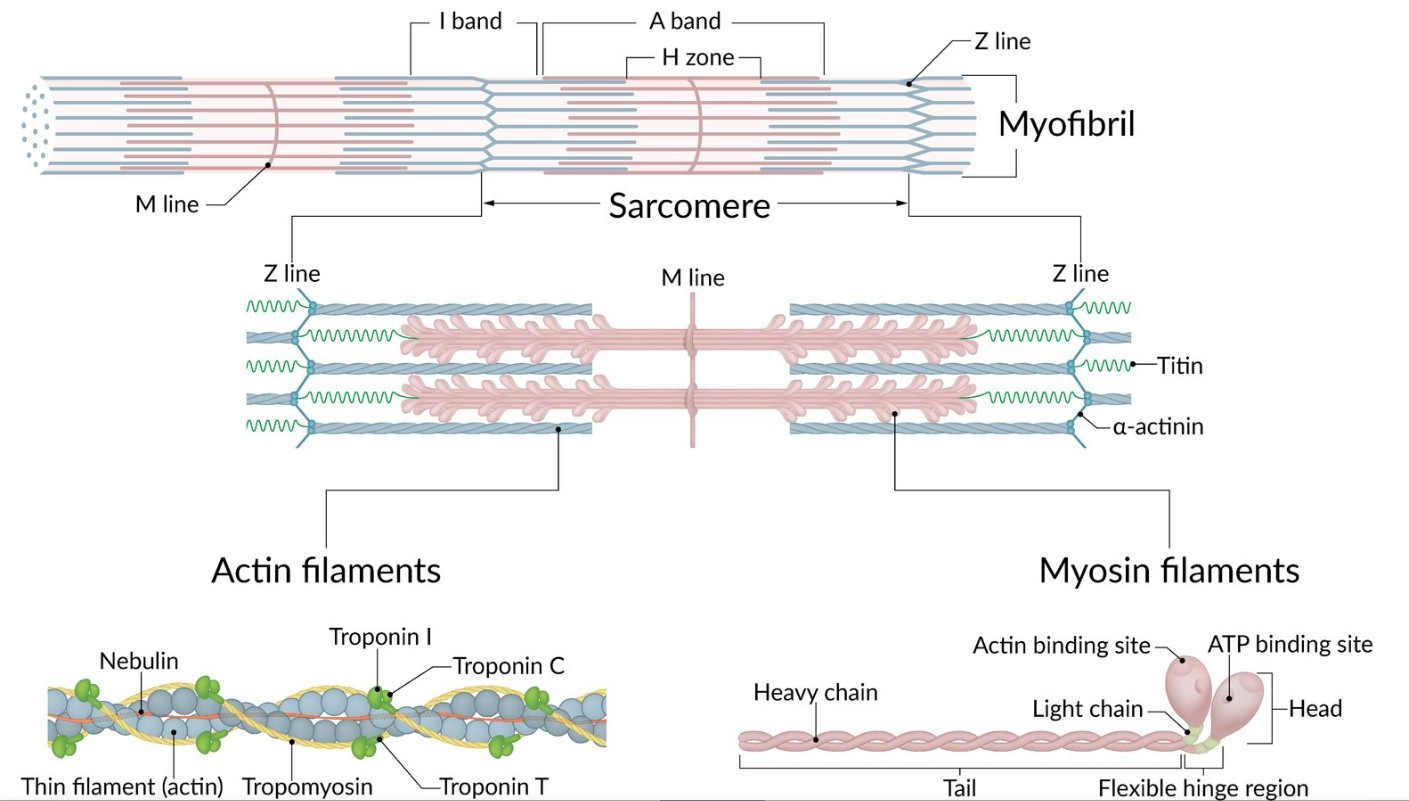 I band
A band
Z line
H zone
Myofibril
M line
Sarcomere
Z line
M line
Z line
Titin
α-actinin
Actin filaments
Myosin filaments
Troponin I
Nebulin
Troponin C
Thin filament (actin)
Tropomyosin
Troponin T
Actin binding site
ATP binding site
Heavy chain
Light chain
Head
Tail
Flexible hinge region